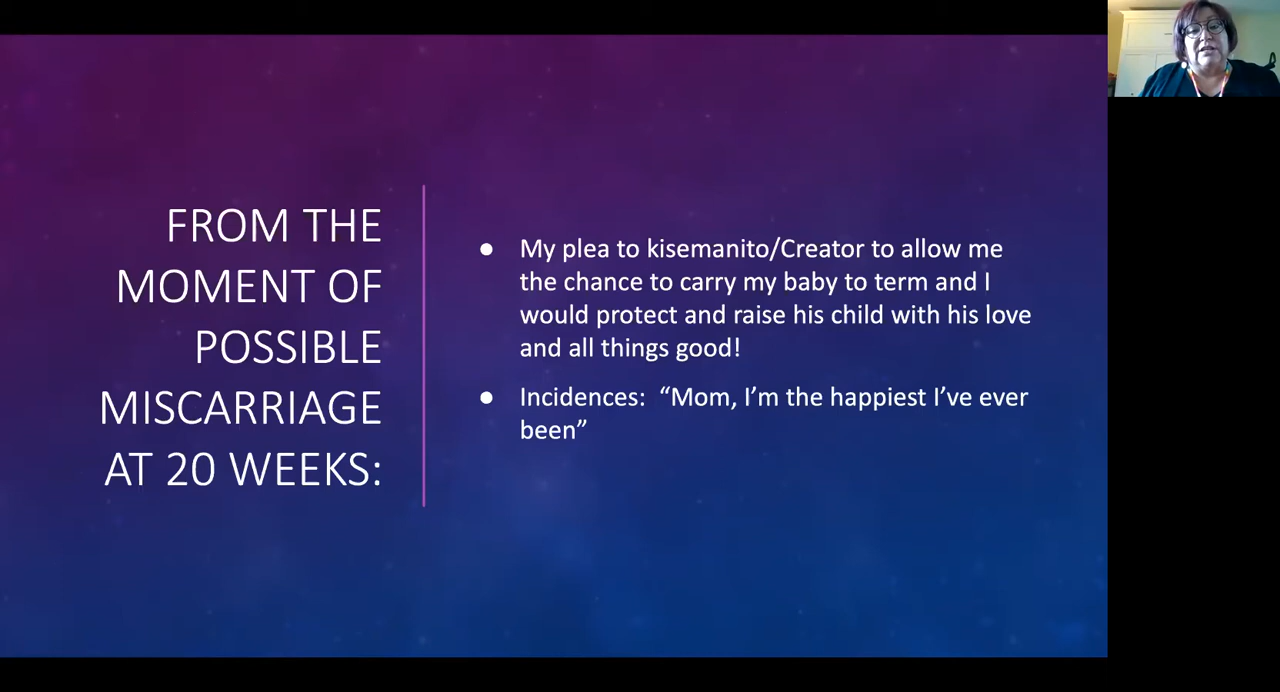 FROM THE
MOMENT OF
POSSIBLE
MISCARRIAGE
AT 20 WEEKS:
● My plea to kisemanito/Creator to allow me
the chance to carry my baby to term and I
would protect and raise his child with his love
and all things good!
● Incidences:  “Mom, I’m the happiest I’ve ever
been”